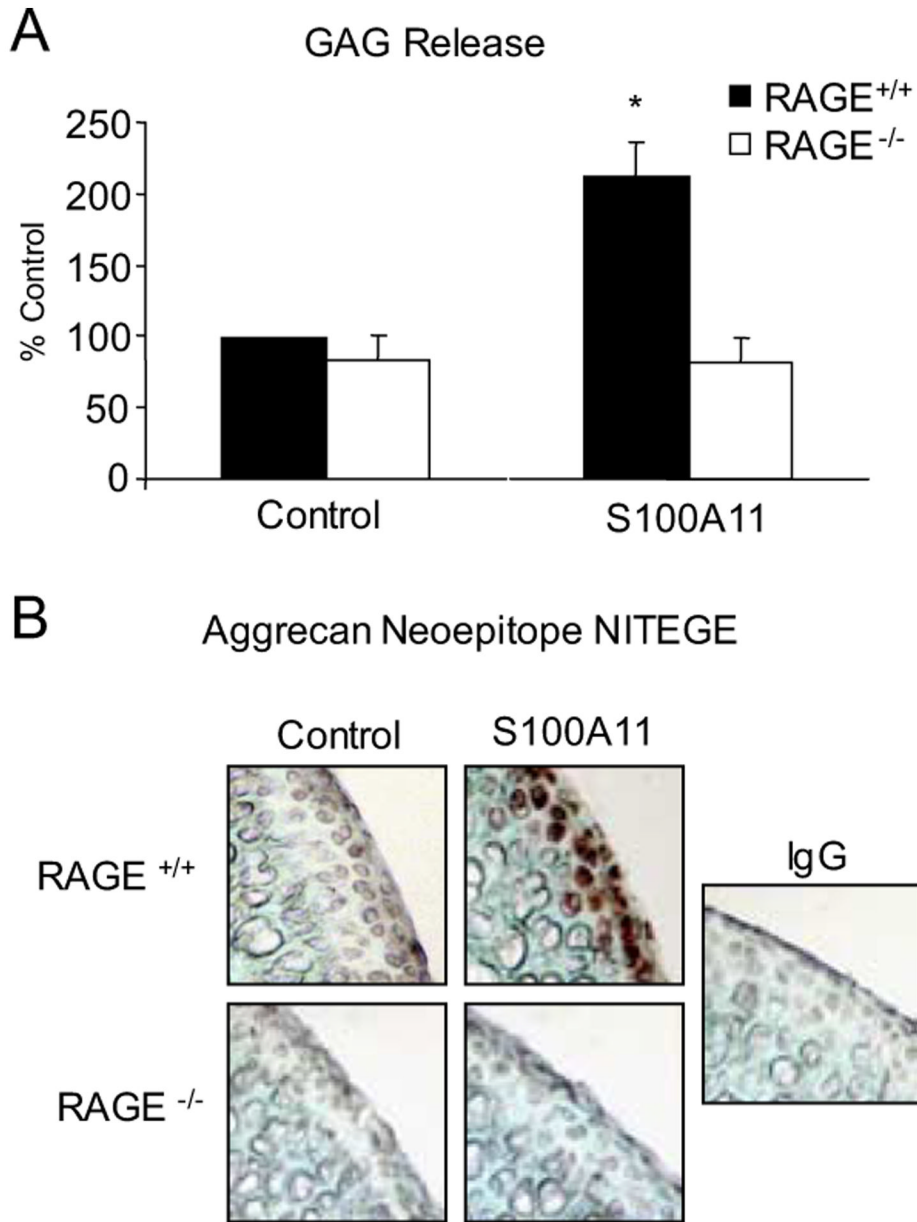 A
GAG Release
*
RAGE+/+
RAGE-/-
250
200
150
100
50
0
% Control
Control
S100A11
B
Aggrecan Neoepitope NITEGE
Control
S100A11
RAGE +/+
IgG
RAGE -/-